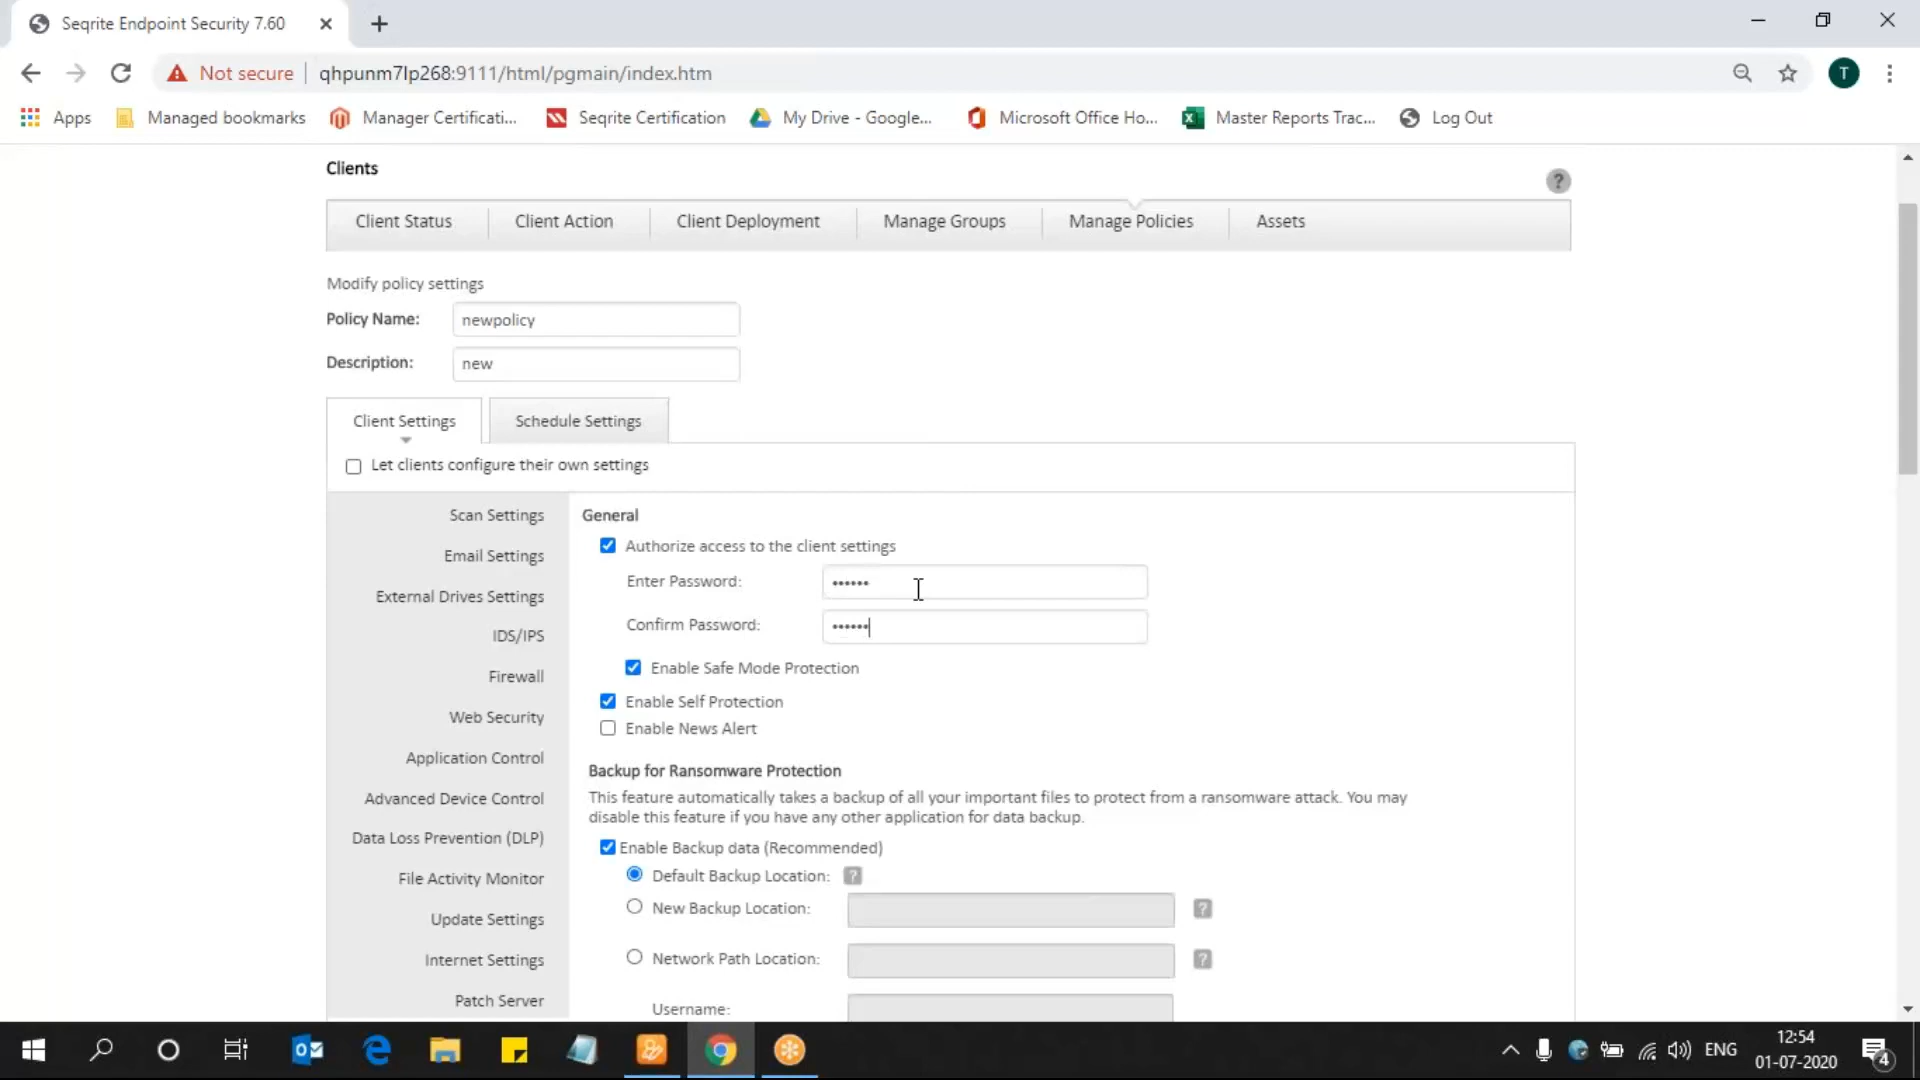 Seqrite Endpoint Security 7.60
Not secure | qhpunm7lp268:9111/html/pgmain/index.htm
T
Apps Managed bookmarks Manager Certificati... Seqrite Certification My Drive - Google... Microsoft Office Ho... Master Reports Trac... Log Out
Clients
?
Client Status Client Action Client Deployment Manage Groups Manage Policies Assets
Modify policy settings
Policy Name: newpolicy
Description: new
Client Settings Schedule Settings
Let clients configure their own settings
Scan Settings
Email Settings
External Drives Settings
IDS/IPS
Firewall
Web Security
Application Control
Advanced Device Control
Data Loss Prevention (DLP)
File Activity Monitor
Update Settings
Internet Settings
Patch Server
General
Authorize access to the client settings
Enter Password: ••••••
Confirm Password: ••••••
Enable Safe Mode Protection
Enable Self Protection
Enable News Alert
Backup for Ransomware Protection
This feature automatically takes a backup of all your important files to protect from a ransomware attack. You may
disable this feature if you have any other application for data backup.
Enable Backup data (Recommended)
Default Backup Location: ?
New Backup Location: ?
Network Path Location: ?
Username:
ENG
12:54
01-07-2020
4